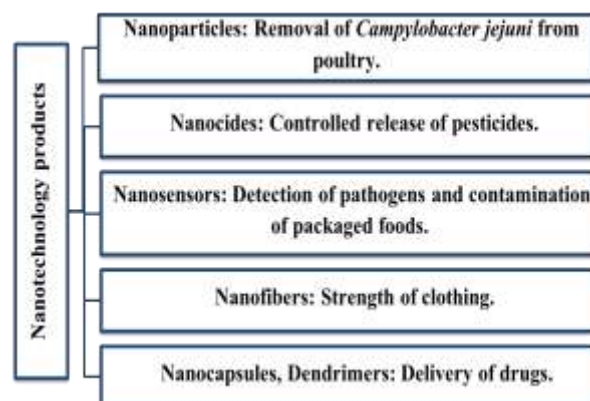 Nanotechnology products
Nanoparticles: Removal of Campylobacter jejuni from
poultry.
Nanocides: Controlled release of pesticides.
Nanosensors: Detection of pathogens and contamination
of packaged foods.
Nanofibers: Strength of clothing.
Nanocapsules, Dendrimers: Delivery of drugs.